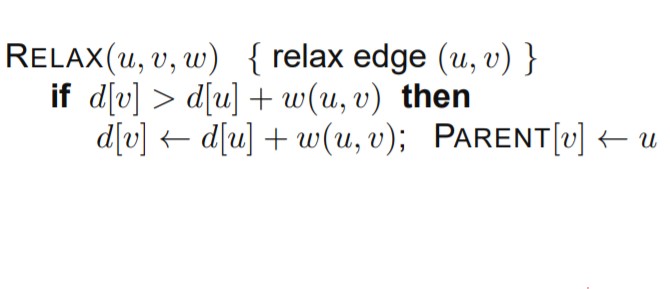 RELAX(u, v, w) { relax edge (u, v) }
if d[v] > d[u] + w(u, v) then
d[v] ← d[u] + w(u, v); PARENT[v] ← u